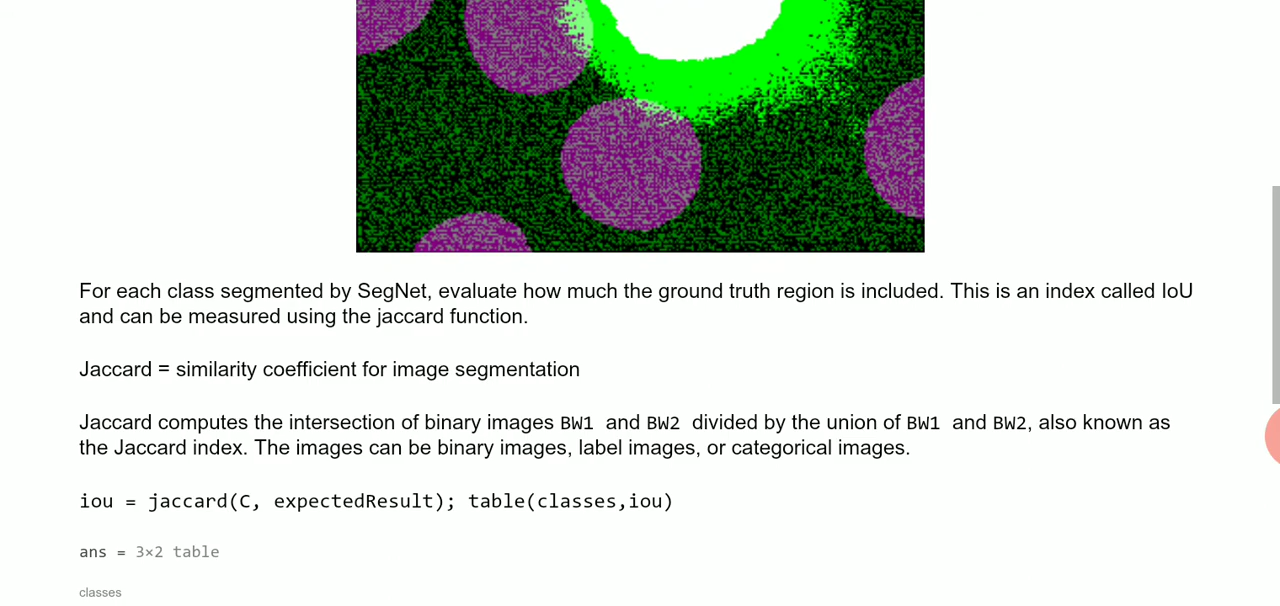 For each class segmented by SegNet, evaluate how much the ground truth region is included. This is an index called IoU
and can be measured using the jaccard function.
Jaccard = similarity coefficient for image segmentation
Jaccard computes the intersection of binary images BW1 and BW2 divided by the union of BW1 and BW2, also known as
the Jaccard index. The images can be binary images, label images, or categorical images.
iou = jaccard(C, expectedResult); table(classes,iou)
ans = 3×2 table
classes